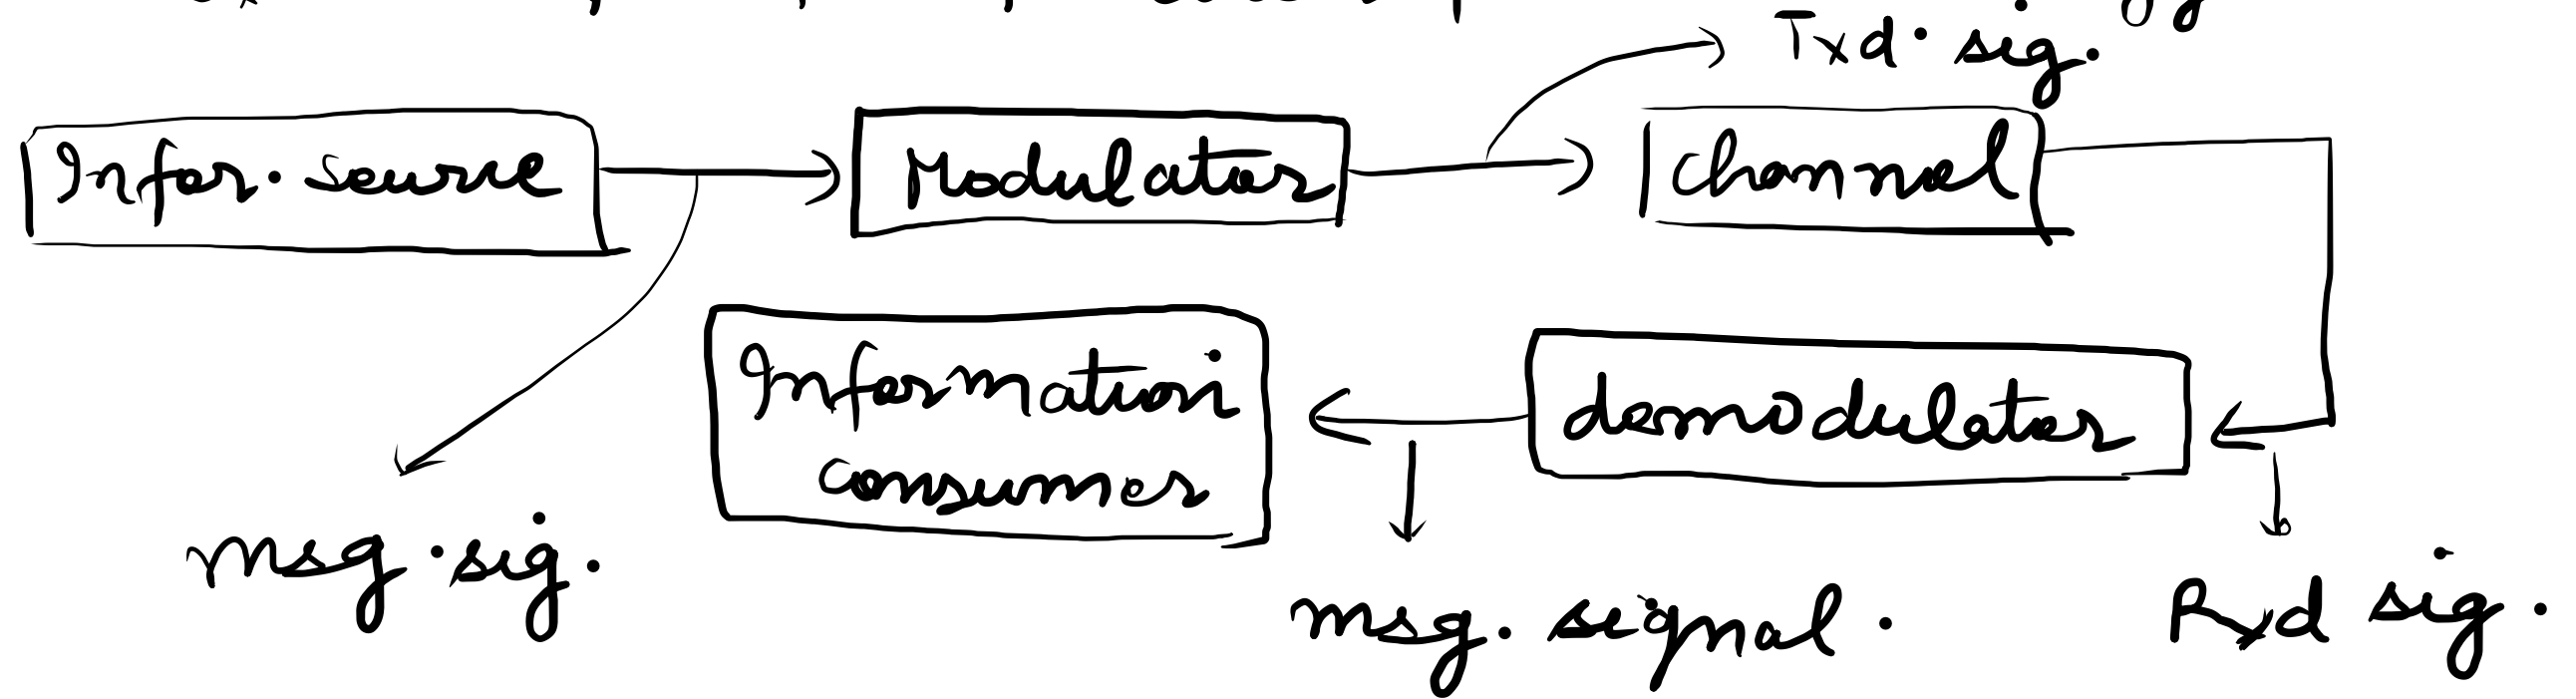 Txd. sig.
Infor. source
Modulator
channel
Information
consumer
demodulator
msg. sig.
msg. signal.
Rxd sig.